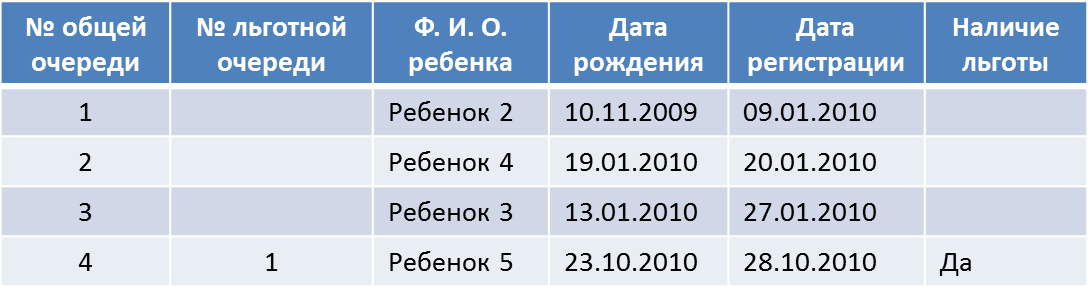 № общей очереди № льготной очереди Ф. И. О. ребенка Дата рождения Дата регистрации Наличие льготы
1 Ребенок 2 10.11.2009 09.01.2010
2 Ребенок 4 19.01.2010 20.01.2010
3 Ребенок 3 13.01.2010 27.01.2010
4 1 Ребенок 5 23.10.2010 28.10.2010 Да